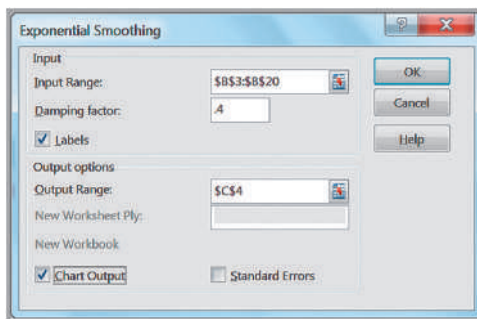 Exponential Smoothing
Input
Input Range:
$B$3:$B$20
Damping factor:
.4
Labels
Output options
Output Range:
$C$4
New Worksheet Ply:
New Workbook
Chart Output
Standard Errors
OK
Cancel
Help